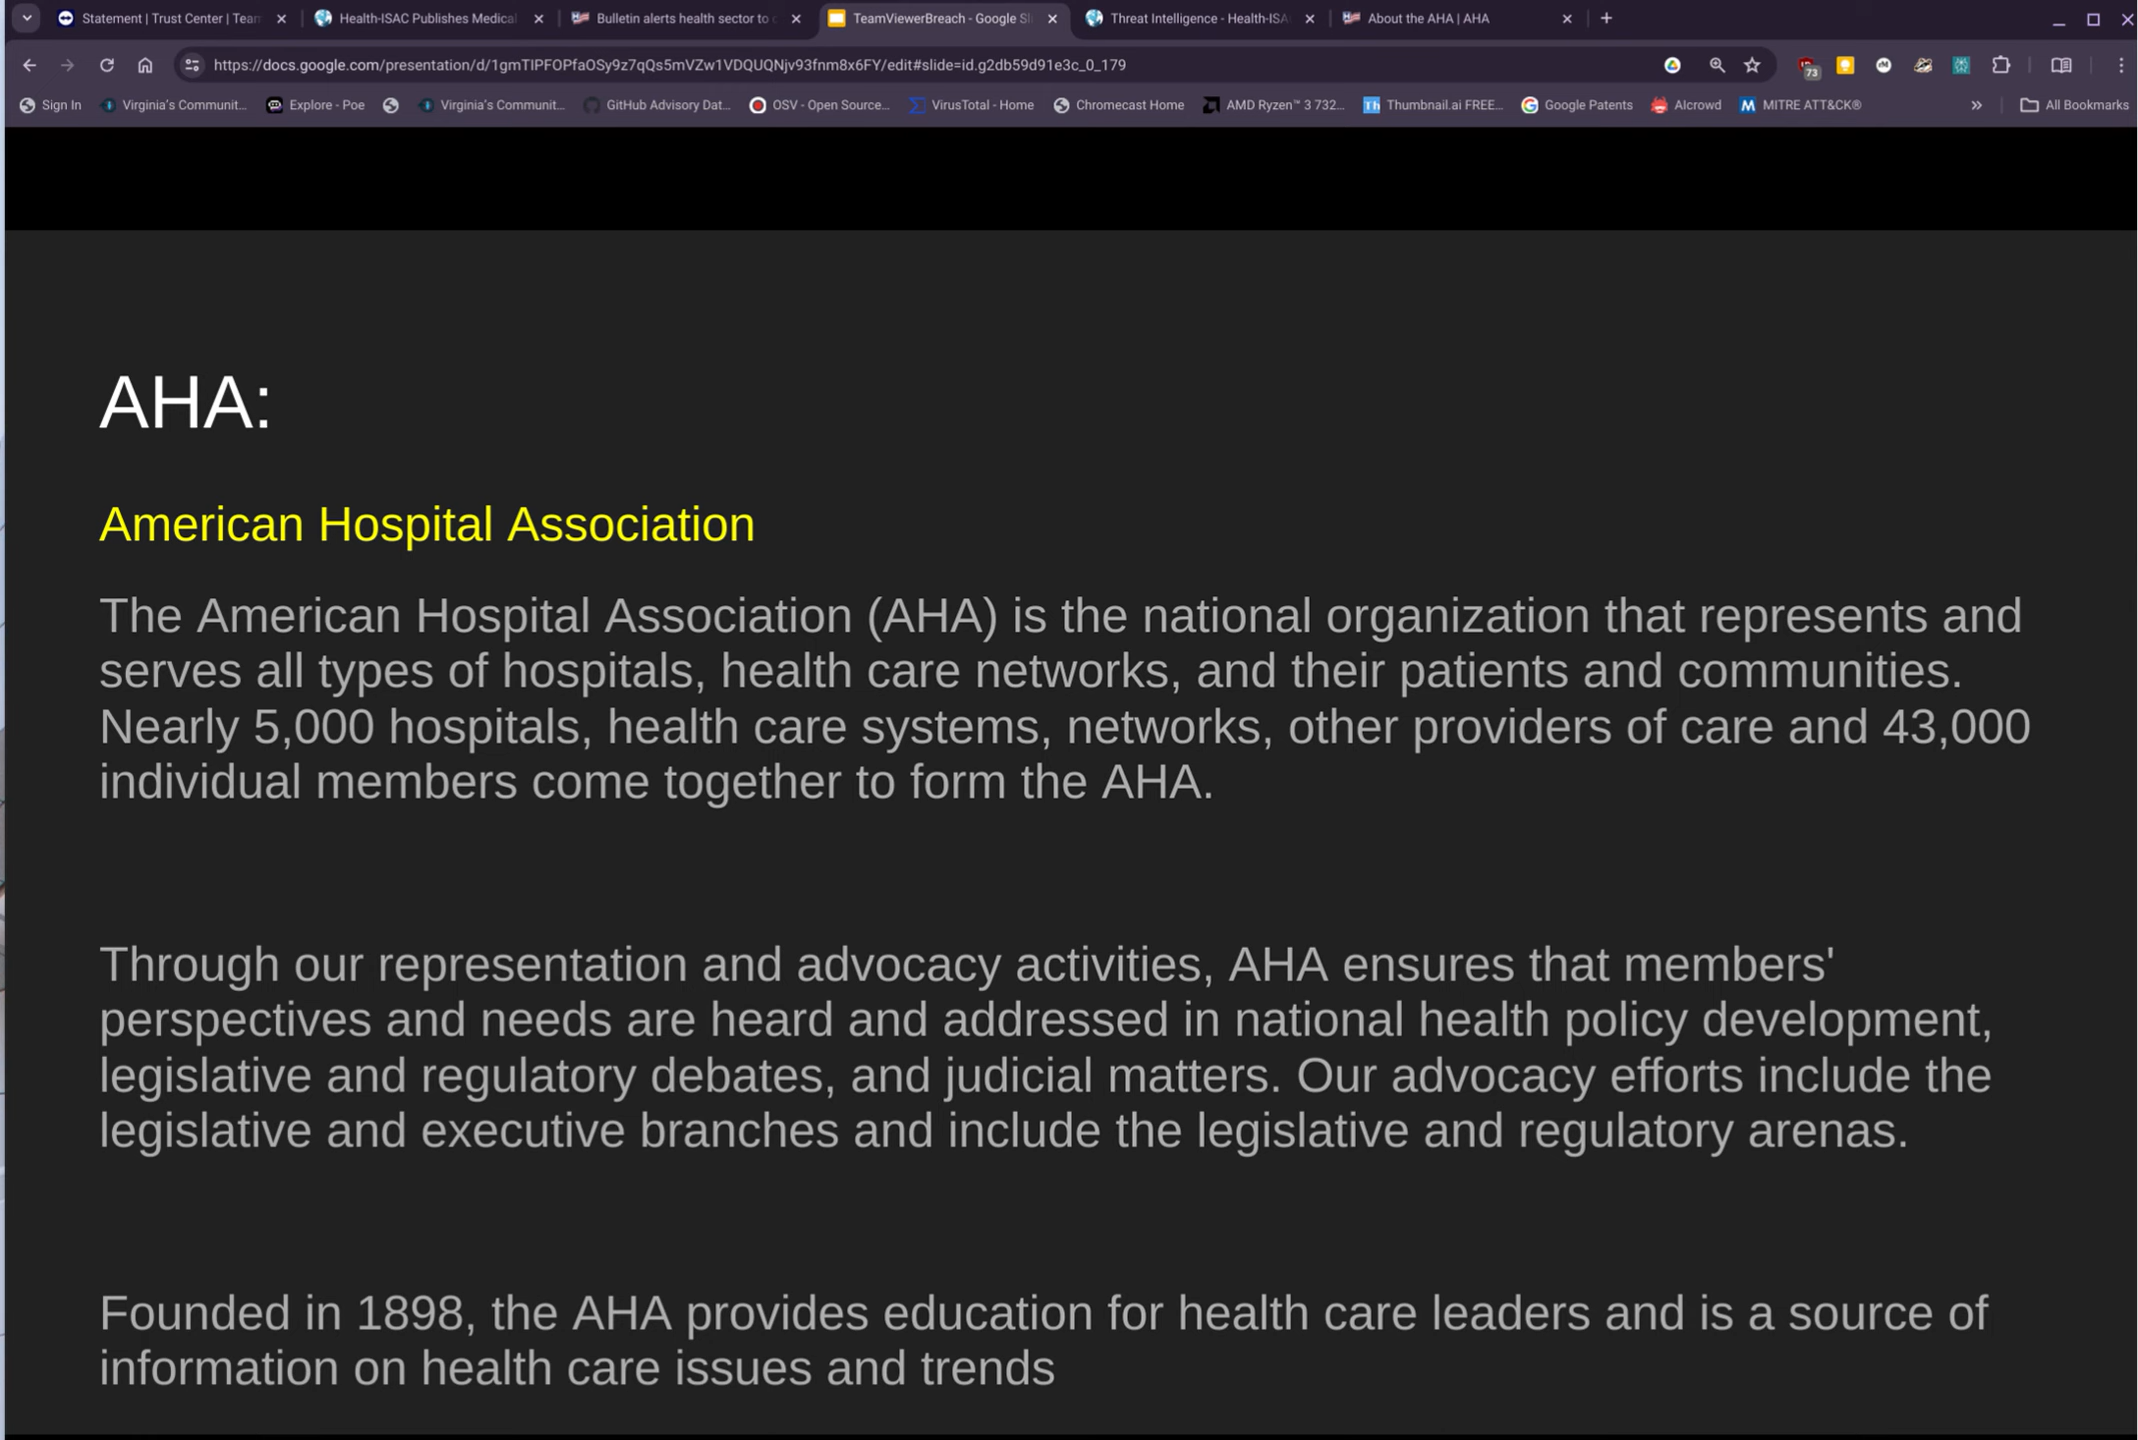 Statement | Trust Center | Team
Health-ISAC Publishes Medical
Bulletin alerts health sector to
TeamViewerBreach - Google Sl
Threat Intelligence - Health-ISA
About the AHA | AHA
https://docs.google.com/presentation/d/1gmTIPFOPfaOSy9z7qQs5mVZw1VDQUQNjv93fnm8x6FY/edit#slide=id.g2db59d91e3c_0_179
73
Sign In
Virginia's Communit...
Explore - Poe
Virginia's Communit...
GitHub Advisory Dat...
OSV - Open Source...
VirusTotal - Home
Chromecast Home
AMD Ryzen™ 3 732...
Th Thumbnail.ai FREE...
Google Patents
AIcrowd
M MITRE ATT&CK®
All Bookmarks
AHA:
American Hospital Association
The American Hospital Association (AHA) is the national organization that represents and
serves all types of hospitals, health care networks, and their patients and communities.
Nearly 5,000 hospitals, health care systems, networks, other providers of care and 43,000
individual members come together to form the AHA.
Through our representation and advocacy activities, AHA ensures that members'
perspectives and needs are heard and addressed in national health policy development,
legislative and regulatory debates, and judicial matters. Our advocacy efforts include the
legislative and executive branches and include the legislative and regulatory arenas.
Founded in 1898, the AHA provides education for health care leaders and is a source of
information on health care issues and trends